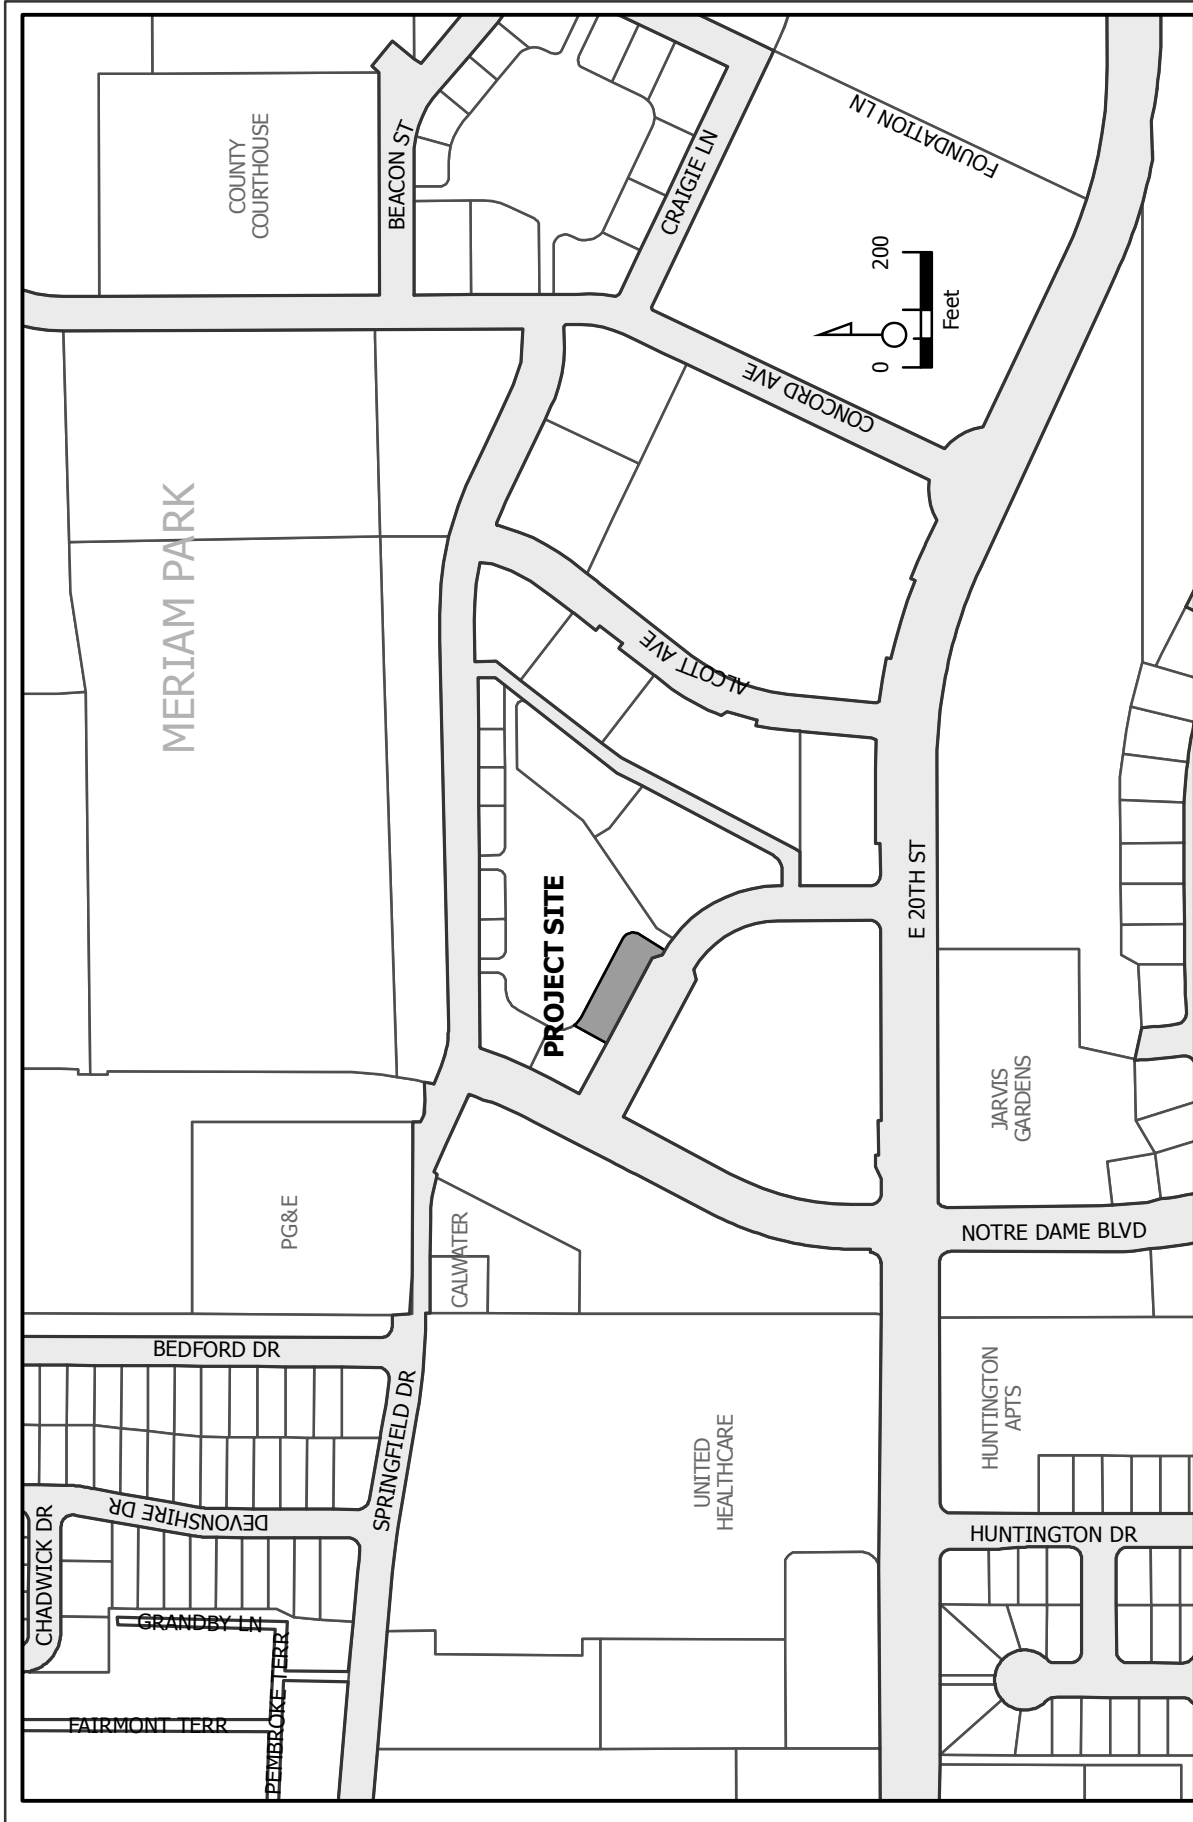 COUNTY
COURTHOUSE
BEACON ST
CRAIGIE LN
FOUNDATION LN
0
200
Feet
CONCORD AVE
MERIAM PARK
ALCOTT AVE
PROJECT SITE
E 20TH ST
JARVIS
GARDENS
PG&E
CALWATER
NOTRE DAME BLVD
BEDFORD DR
SPRINGFIELD DR
UNITED
HEALTHCARE
HUNTINGTON
APTS
DEVONSHIRE DR
CHADWICK DR
HUNTINGTON DR
GRANDBY LN
PEMBROKE TERR
FAIRMONT TERR